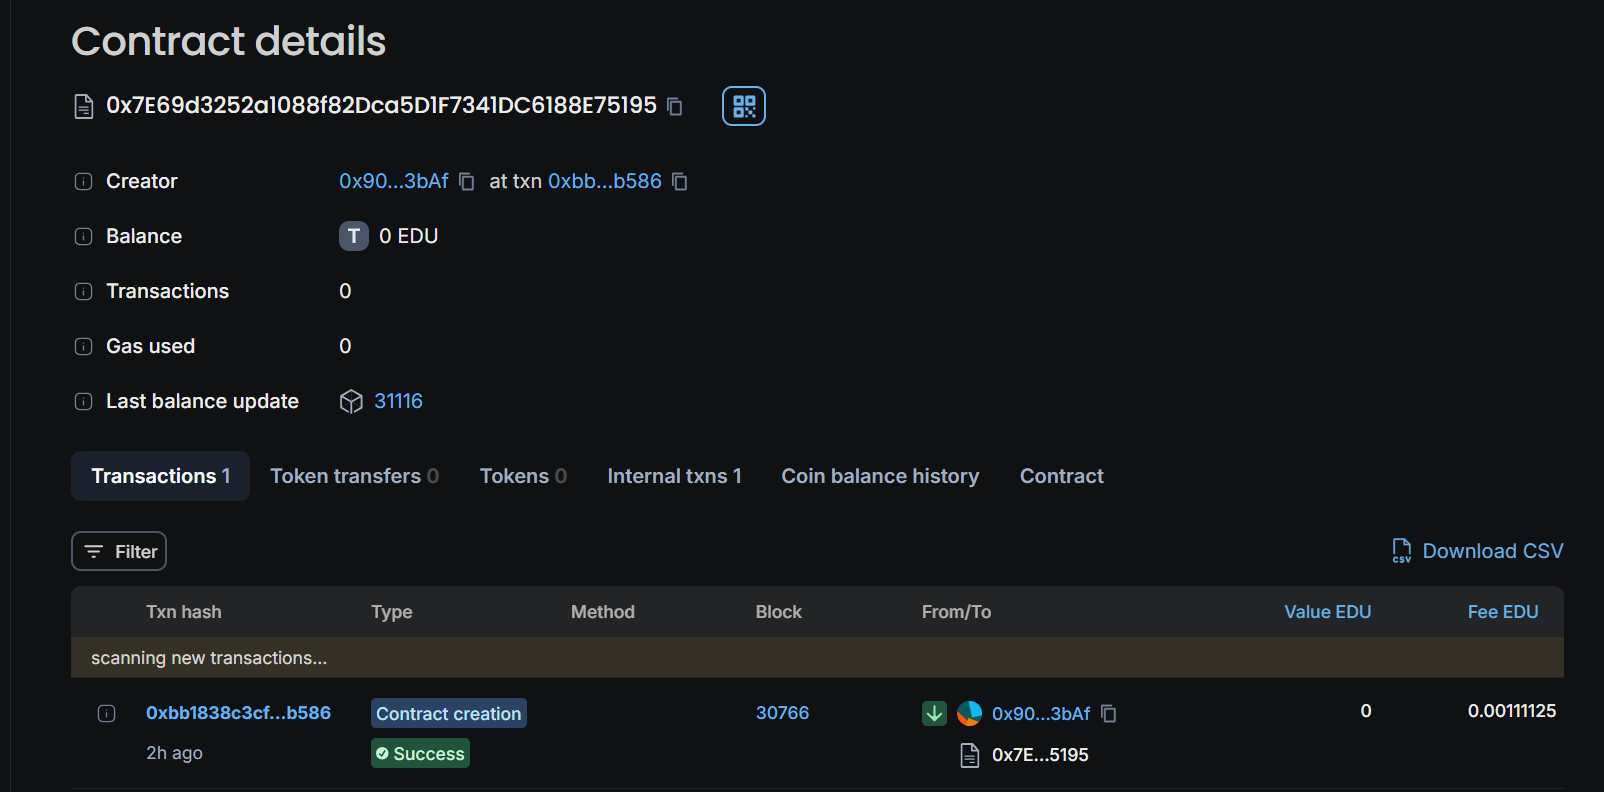 Contract details
0x7E69d3252a1088f82Dca5D1F7341DC6188E75195
Creator 0x90...3bAf at txn 0xbb...b586
Balance T 0 EDU
Transactions 0
Gas used 0
Last balance update 31116
Transactions 1 Token transfers 0 Tokens 0 Internal txns 1 Coin balance history Contract
Filter CSV Download CSV
Txn hash Type Method Block From/To Value EDU Fee EDU
scanning new transactions...
0xbb1838c3cf...b586 Contract creation 30766 0x90...3bAf 0 0.00111125
2h ago Success 0x7E...5195